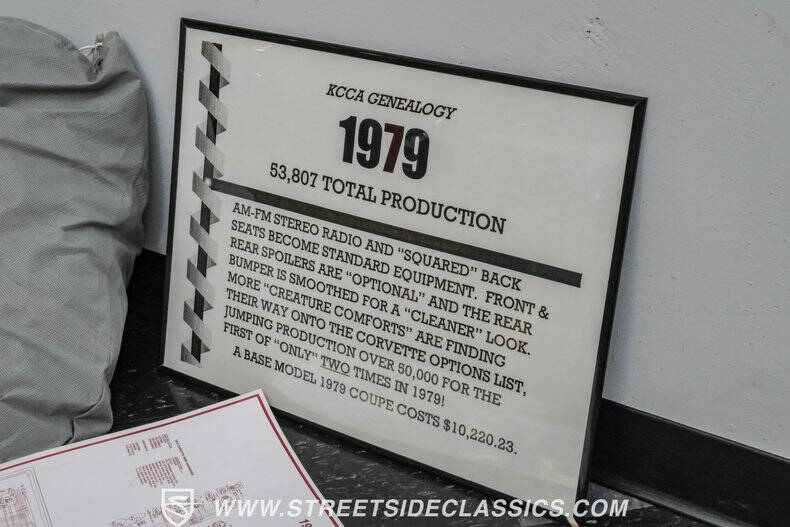 KCCA GENEALOGY
1979
53,807 TOTAL PRODUCTION
AM-FM STEREO RADIO AND “SQUARED” BACK
SEATS BECOME STANDARD EQUIPMENT. FRONT &
REAR SPOILERS ARE “OPTIONAL” AND THE REAR
BUMPER IS SMOOTHED FOR A “CLEANER” LOOK.
MORE “CREATURE COMFORTS” ARE FINDING
THEIR WAY ONTO THE CORVETTE OPTIONS LIST,
JUMPING PRODUCTION OVER 50,000 FOR THE
FIRST OF “ONLY” TWO TIMES IN 1979!
A BASE MODEL 1979 COUPE COSTS $10,220.23.
WWW.STREETSIDECLASSICS.COM